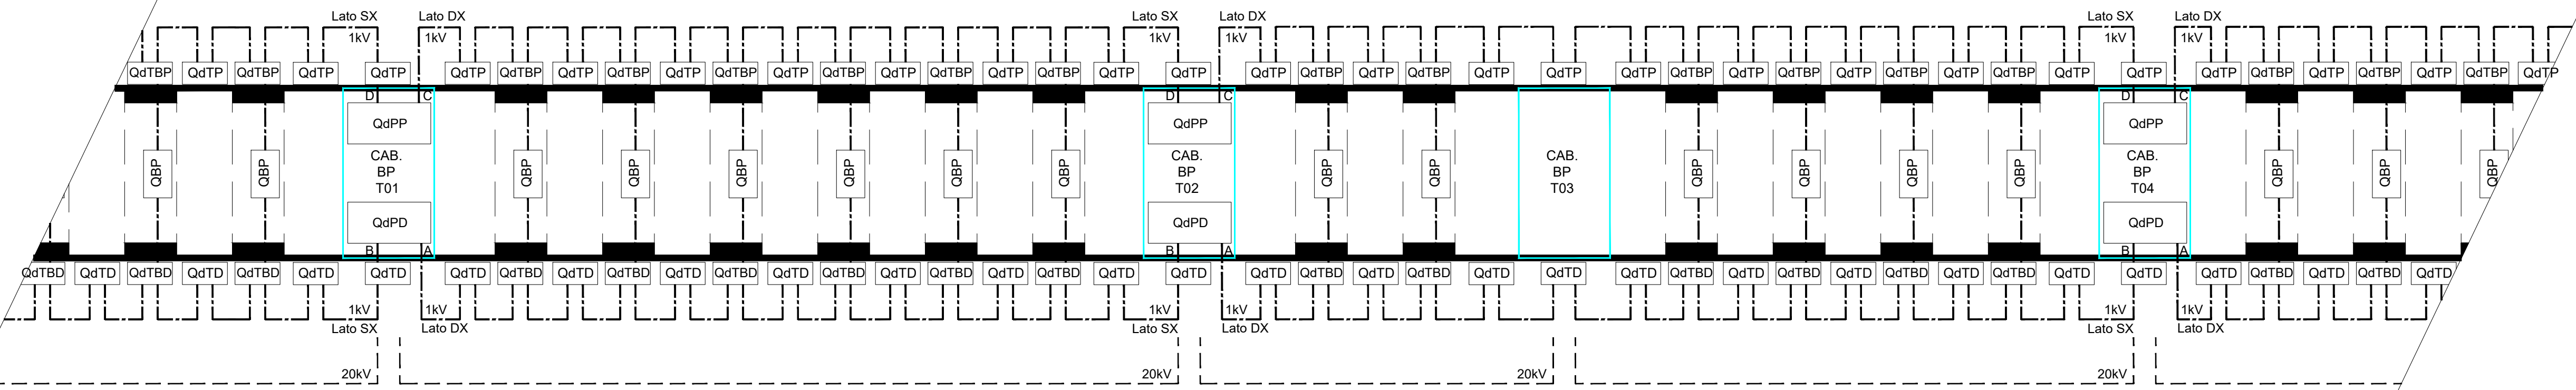 Lato SX Lato DX Lato SX Lato DX Lato SX Lato DX
1kV 1kV 1kV 1kV 1kV 1kV
QdTBP QdTP QdTBP QdTP QdTP QdTP QdTBP QdTP QdTBP QdTP QdTBP QdTP QdTBP QdTP QdTBP QdTP QdTBP QdTP QdTP QdTP QdTBP QdTP QdTBP QdTP QdTP QdTP QdTBP QdTP QdTBP QdTP QdTBP QdTP QdTBP QdTP QdTP QdTP QdTBP QdTP QdTBP QdTP QdTBP QdTP
D C D C D C
QdPP QdPP QdPP
QBP QBP
CAB.
BP
T01
QBP QBP QBP QBP QBP QBP
CAB.
BP
T02
QBP QBP
CAB.
BP
T03
QBP QBP QBP QBP
CAB.
BP
T04
QBP QBP QBP
QdPD QdPD QdPD
B A B A B A
QdTBD QdTD QdTBD QdTD QdTBD QdTD QdTD QdTD QdTBD QdTD QdTBD QdTD QdTBD QdTD QdTBD QdTD QdTBD QdTD QdTBD QdTD QdTD QdTD QdTBD QdTD QdTBD QdTD QdTD QdTD QdTBD QdTD QdTBD QdTD QdTBD QdTD QdTBD QdTD QdTD QdTD QdTBD QdTD QdTBD QdTD
1kV 1kV 1kV 1kV 1kV 1kV
Lato SX Lato DX Lato SX Lato DX Lato SX Lato DX
20kV 20kV 20kV 20kV